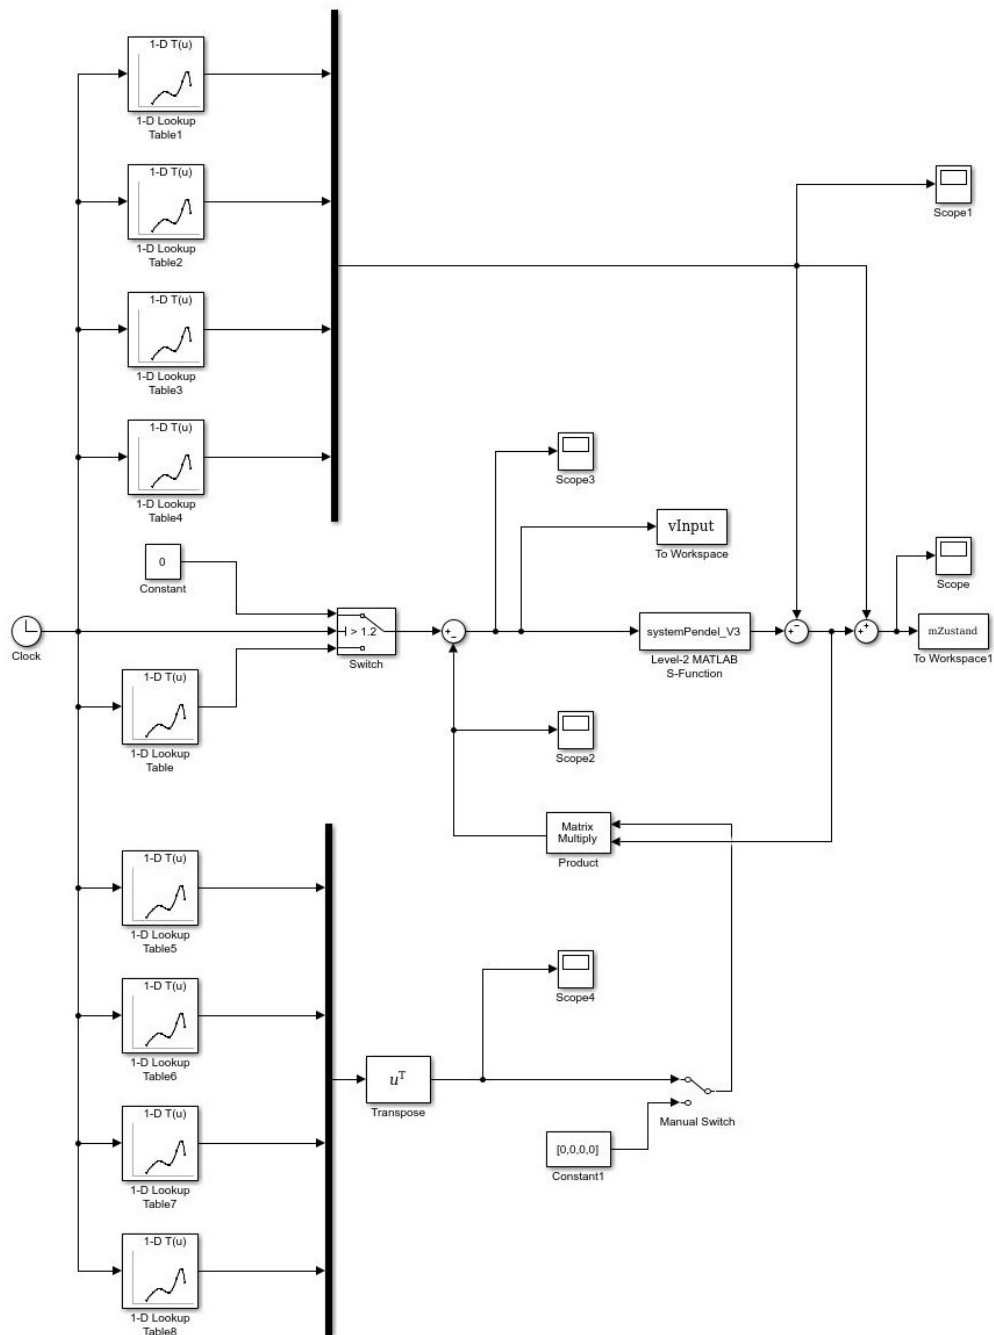 1-D T(u)
1-D Lookup
Table1
1-D T(u)
1-D Lookup
Table2
Scope1
1-D T(u)
1-D Lookup
Table3
1-D T(u)
1-D Lookup
Table4
Scope3
vInput
To Workspace
0
Constant
Scope
Clock
> 1.2
Switch
+
-
systemPendel_V3
Level-2 MATLAB
S-Function
+
-
+
+
mZustand
To Workspace1
1-D T(u)
1-D Lookup
Table
Scope2
Matrix
Multiply
Product
1-D T(u)
1-D Lookup
Table5
Scope4
1-D T(u)
1-D Lookup
Table6
uT
Transpose
Manual Switch
1-D T(u)
1-D Lookup
Table7
[0,0,0,0]
Constant1
1-D T(u)
1-D Lookup
Table8